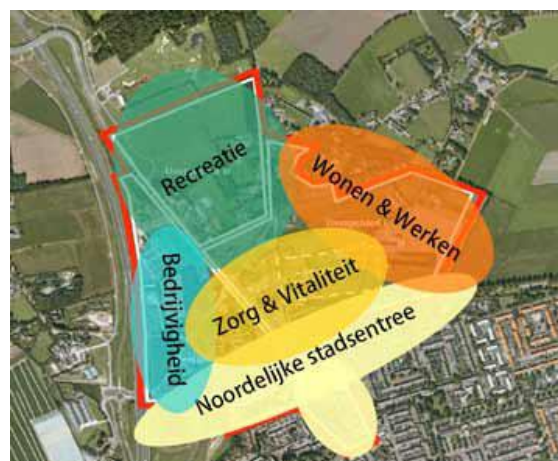 Recreatie
Wonen & Werken
Bedrijvigheid
Zorg & Vitaliteit
Noordelijke stadsentree